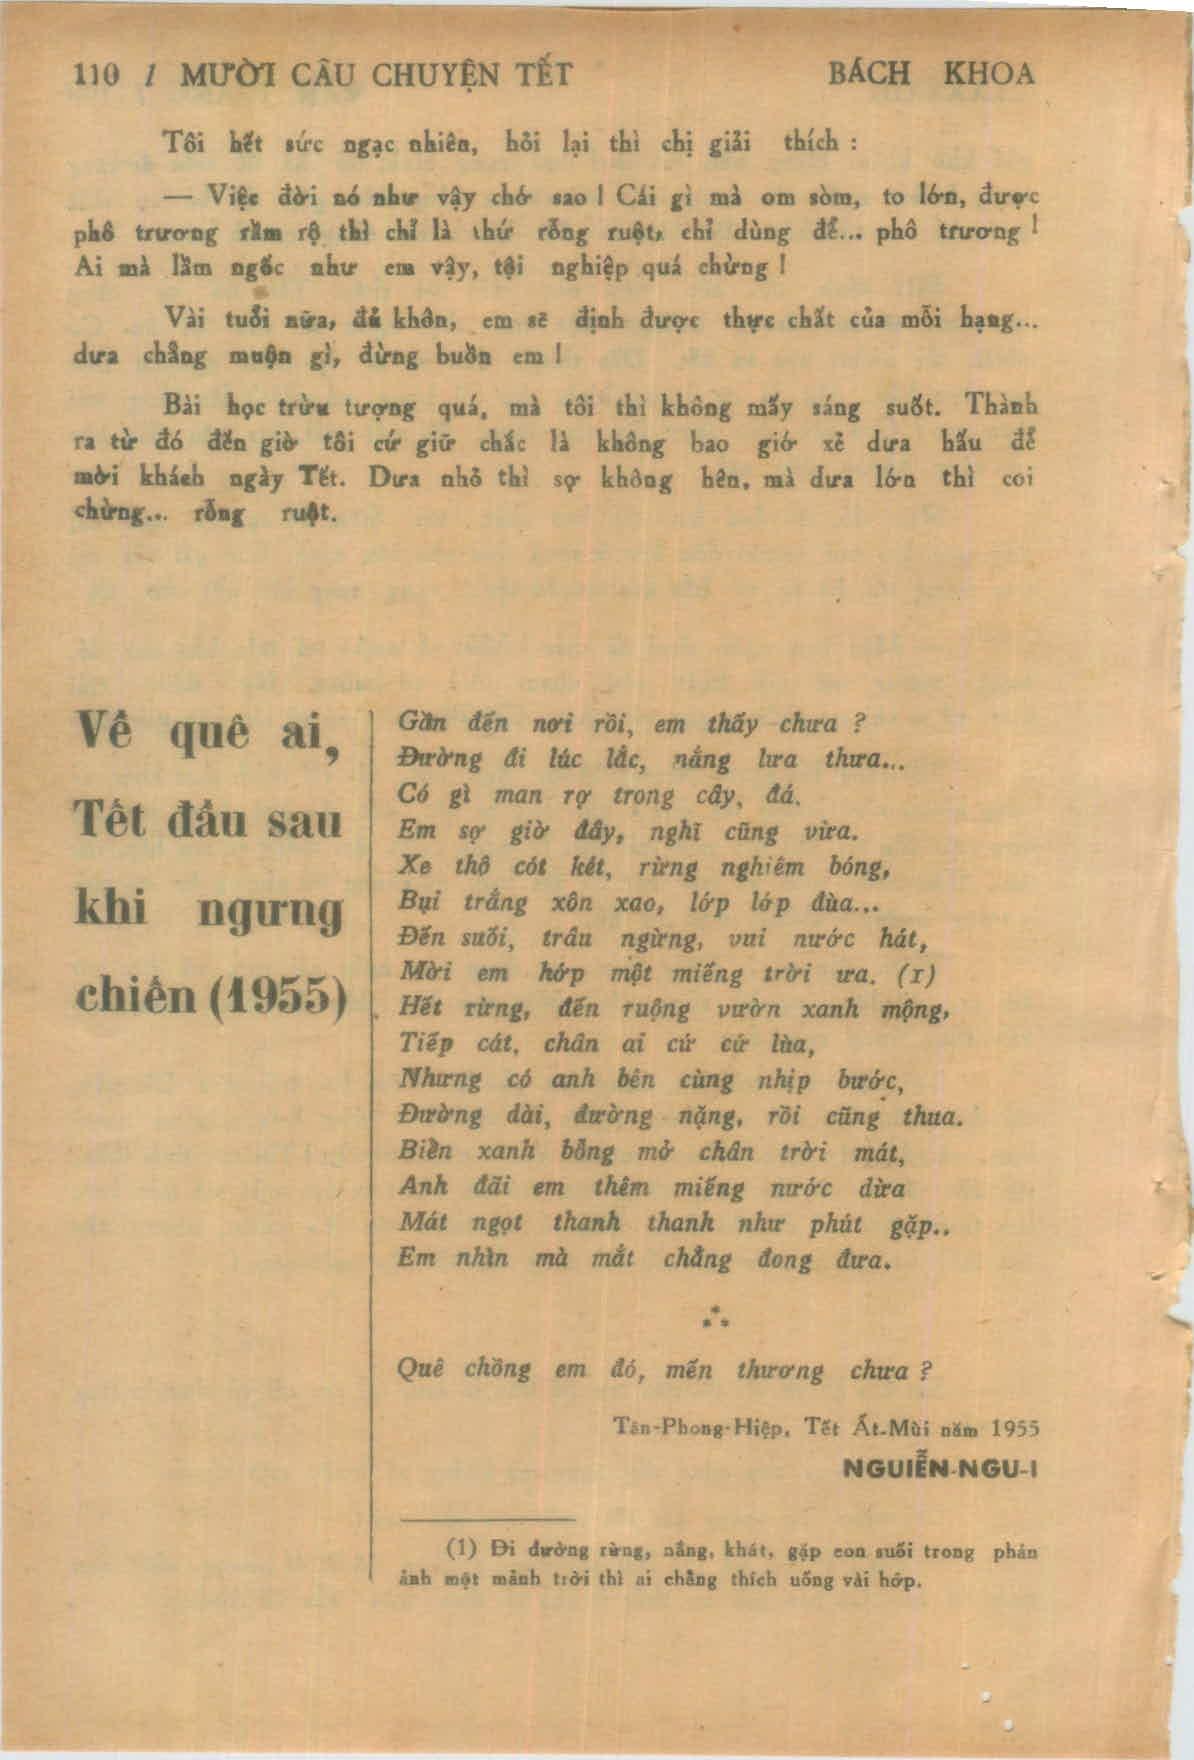 110 / MƯỜI CÂU CHUYỆN TẾT BÁCH KHOA
Tôi hết sức ngạc nhiên, hỏi lại thì chị giải thích :
— Việc đời nó như vậy chớ sao ! Cái gì mà om sòm, to lớn, được
phô trương rầm rộ thì chỉ là thứ rỗng ruột, chỉ dùng để... phô trương !
Ai mà lầm ngốc như em vậy, tội nghiệp quá chừng !
Vài tuổi nữa, đủ khôn, em sẽ định được thực chất của mỗi hạng...
dưa chẳng muộn gì, đừng buồn em !
Bài học trừu tượng quá, mà tôi thì không mấy sáng suốt. Thành
ra từ đó đến giờ tôi cứ giữ chắc là không bao giờ xẻ dưa hấu để
mời khách ngày Tết. Dưa nhỏ thì sợ không hên, mà dưa lớn thì coi
chừng... rỗng ruột.
Về quê ai,
Tết đầu sau
khi ngưng
chiến (1955)
Gần đến nơi rồi, em thấy chưa ?
Đường đi lúc lắc, nắng lưa thưa...
Có gì man rợ trong cây, đá.
Em sợ giờ đây, nghĩ cũng vừa.
Xe thồ cót két, rừng nghiêm bóng,
Bụi trắng xôn xao, lớp lớp đùa...
Đến suối, trâu ngừng, vui nước hát,
Mời em hớp một miếng trời ưa. (1)
Hết rừng, đến ruộng vườn xanh mộng,
Tiếp cát, chân ai cứ cứ lùa,
Nhưng có anh bên cùng nhịp bước,
Đường dài, đường nặng, rồi cũng thua.
Biển xanh bỗng mở chân trời mát,
Anh đãi em thêm miếng nước dừa
Mát ngọt thanh thanh như phút gặp..
Em nhìn mà mắt chẳng đong đưa.
⁂
Quê chồng em đó, mến thương chưa ?
Tân-Phong-Hiệp, Tết Ất-Mùi năm 1955
NGUIỄN-NGU-I
(1) Đi đường rừng, nắng, khát, gặp con suối trong phản
ảnh một mảnh trời thì ai chẳng thích uống vài hớp.